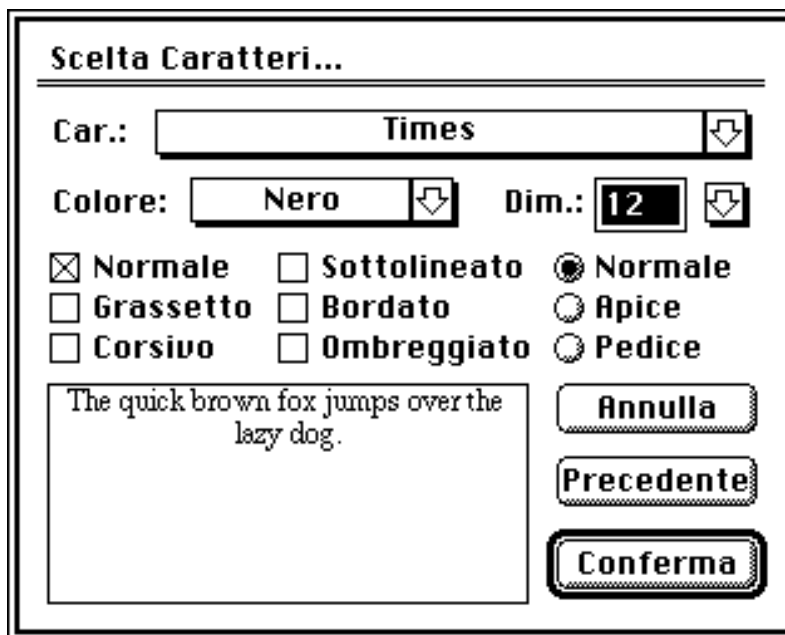 Scelta Caratteri...
Car.: Times
Colore: Nero Dim.: 12
Normale Sottolineato Normale
Grassetto Bordato Apice
Corsivo Ombreggiato Pedice
The quick brown fox jumps over the
lazy dog.
Annulla
Precedente
Conferma